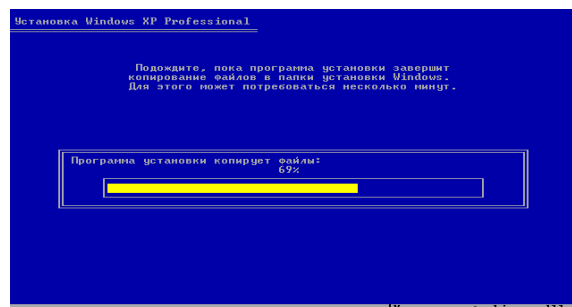 Установка Windows XP Professional
Подождите, пока программа установки завершит
копирование файлов в папки установки Windows.
Для этого может потребоваться несколько минут.
Программа установки копирует файлы:
69%